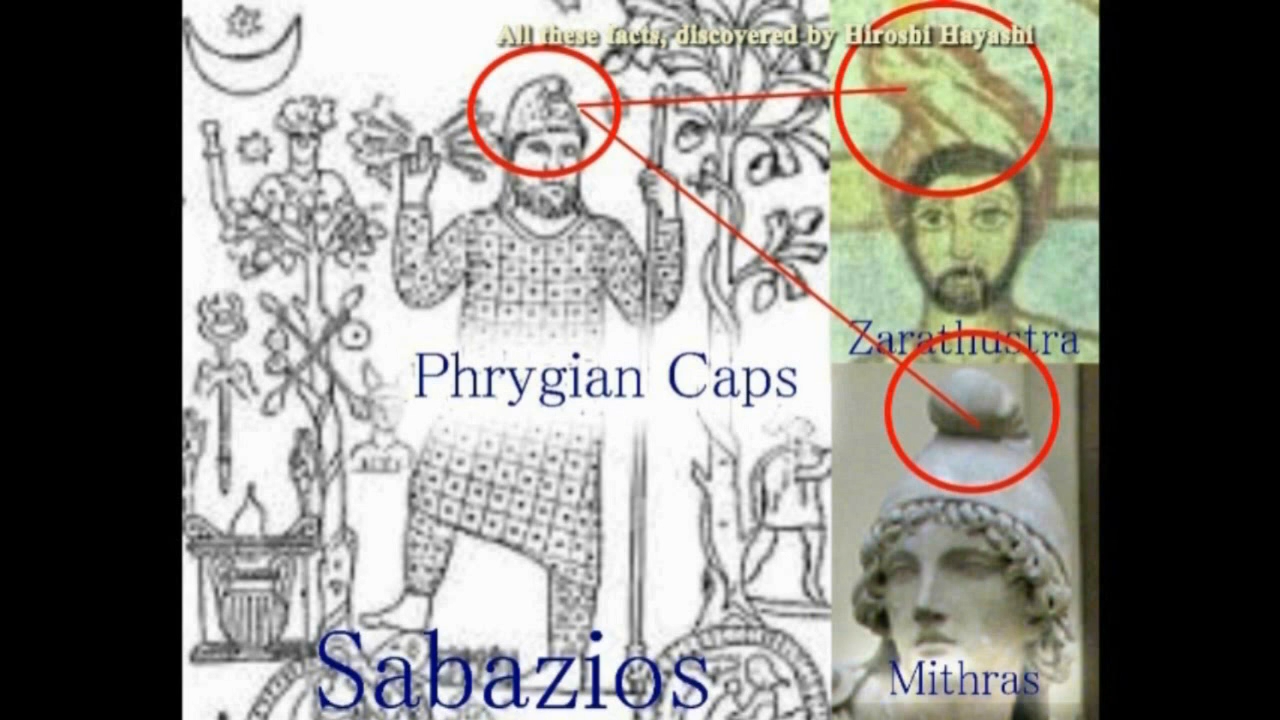 All these facts, discovered by Hiroshi Hayashi
Zarathustra
Phrygian Caps
Sabazios
Mithras